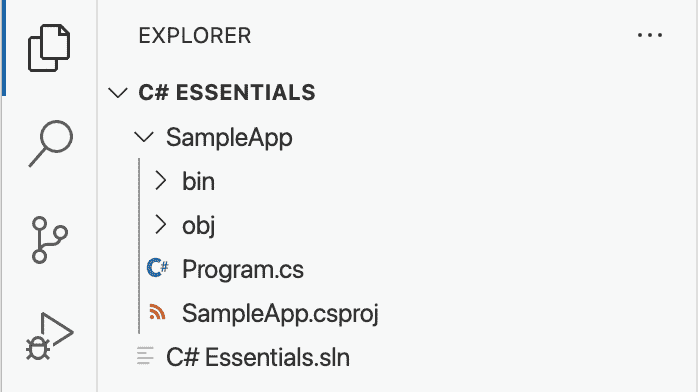 EXPLORER
C# ESSENTIALS
SampleApp
bin
obj
C# Program.cs
SampleApp.csproj
C# Essentials.sln